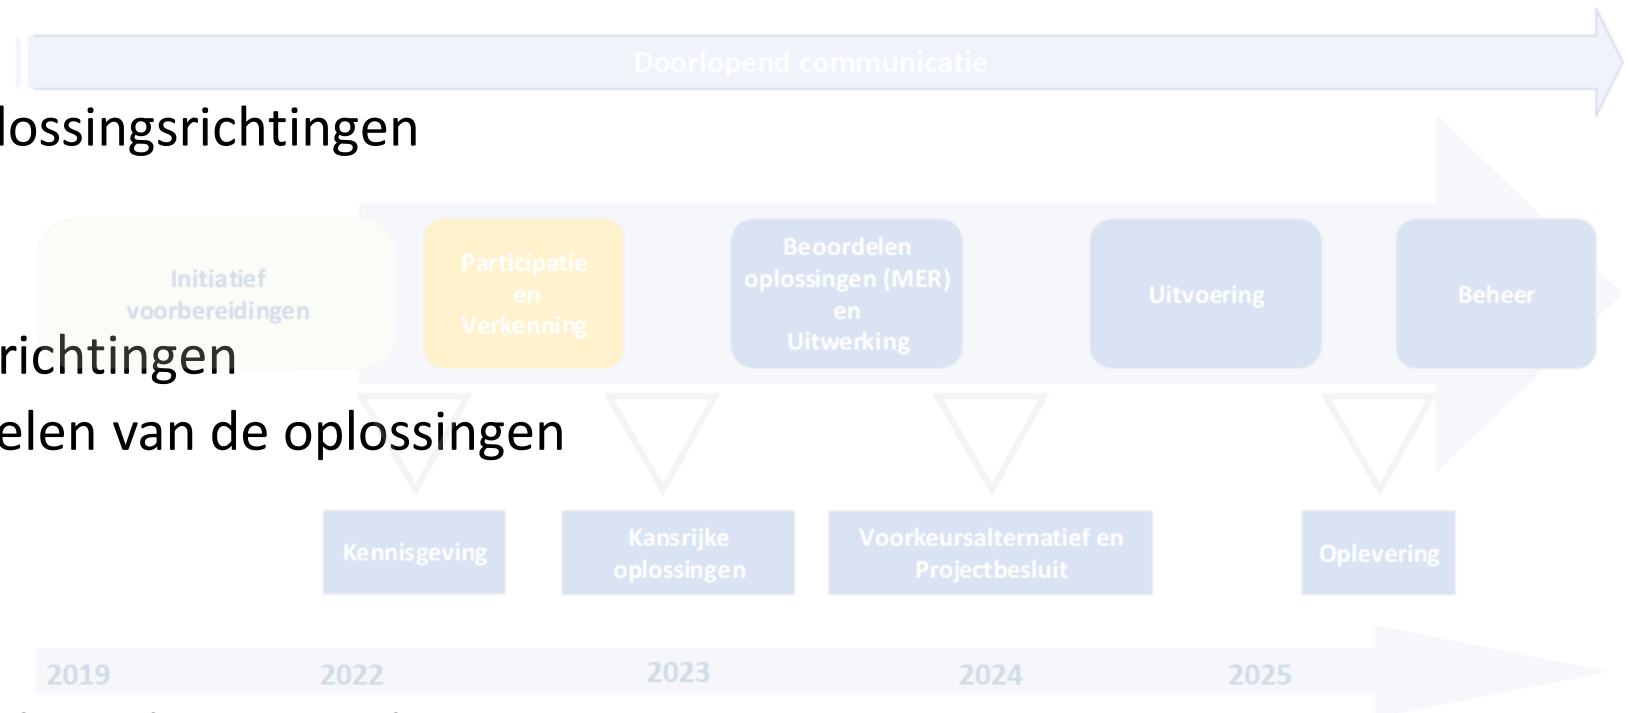 Doorlopend communicatie
lossingsrichtingen
Initiatief
voorbereidingen
Participatie
en
Verkenning
Beoordelen
oplossingen (MER)
en
Uitwerking
Uitvoering
Beheer
richtingen
elen van de oplossingen
Kennisgeving
Kansrijke
oplossingen
Voorkeursalternatief en
Projectbesluit
Oplevering
2019
2022
2023
2024
2025